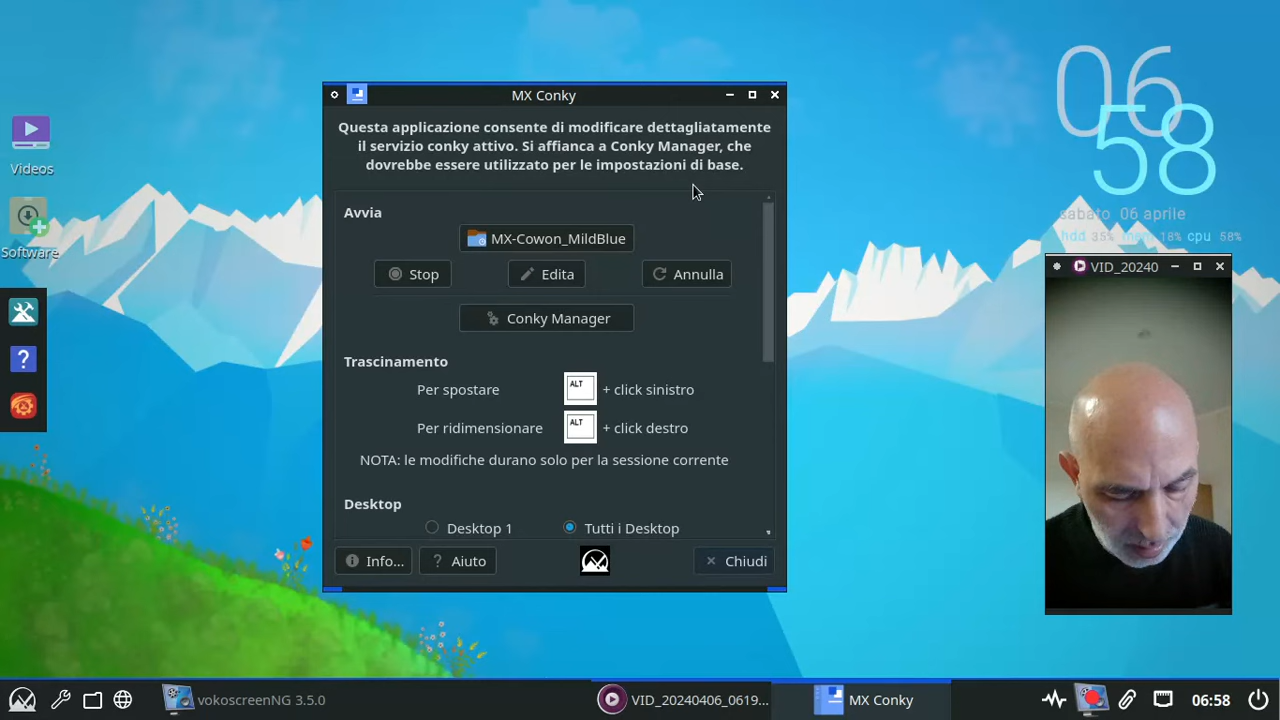 Videos
Software
MX Conky
Questa applicazione consente di modificare dettagliatamente
il servizio conky attivo. Si affianca a Conky Manager, che
dovrebbe essere utilizzato per le impostazioni di base.
Avvia
MX-Cowon_MildBlue
Stop
Edita
Annulla
Conky Manager
Trascinamento
Per spostare
ALT
+ click sinistro
Per ridimensionare
ALT
+ click destro
NOTA: le modifiche durano solo per la sessione corrente
Desktop
Desktop 1
Tutti i Desktop
Info...
? Aiuto
Chiudi
06
58
sabato 06 aprile
hdd 35% mem 18% cpu 58%
VID_20240
vokoscreenNG 3.5.0
VID_20240406_0619...
MX Conky
06:58